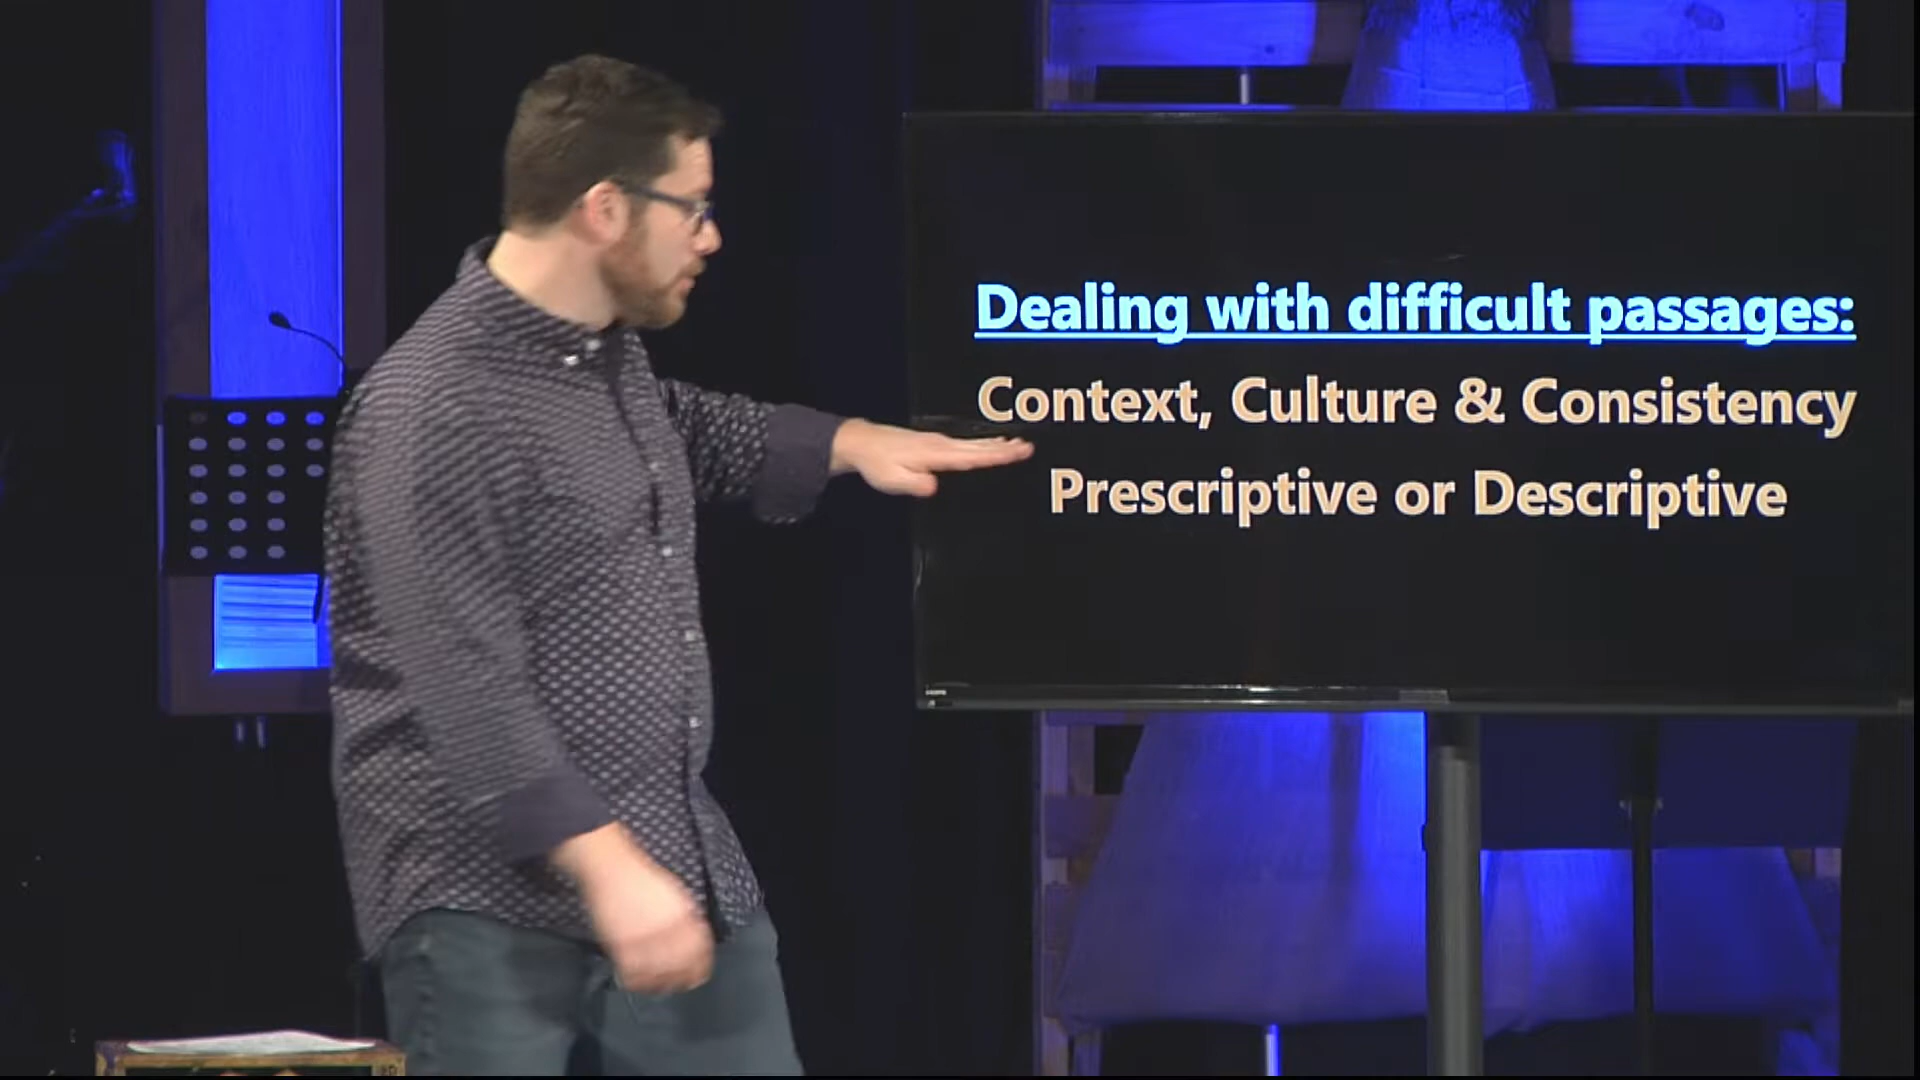 Dealing with difficult passages:
Context, Culture & Consistency
Prescriptive or Descriptive